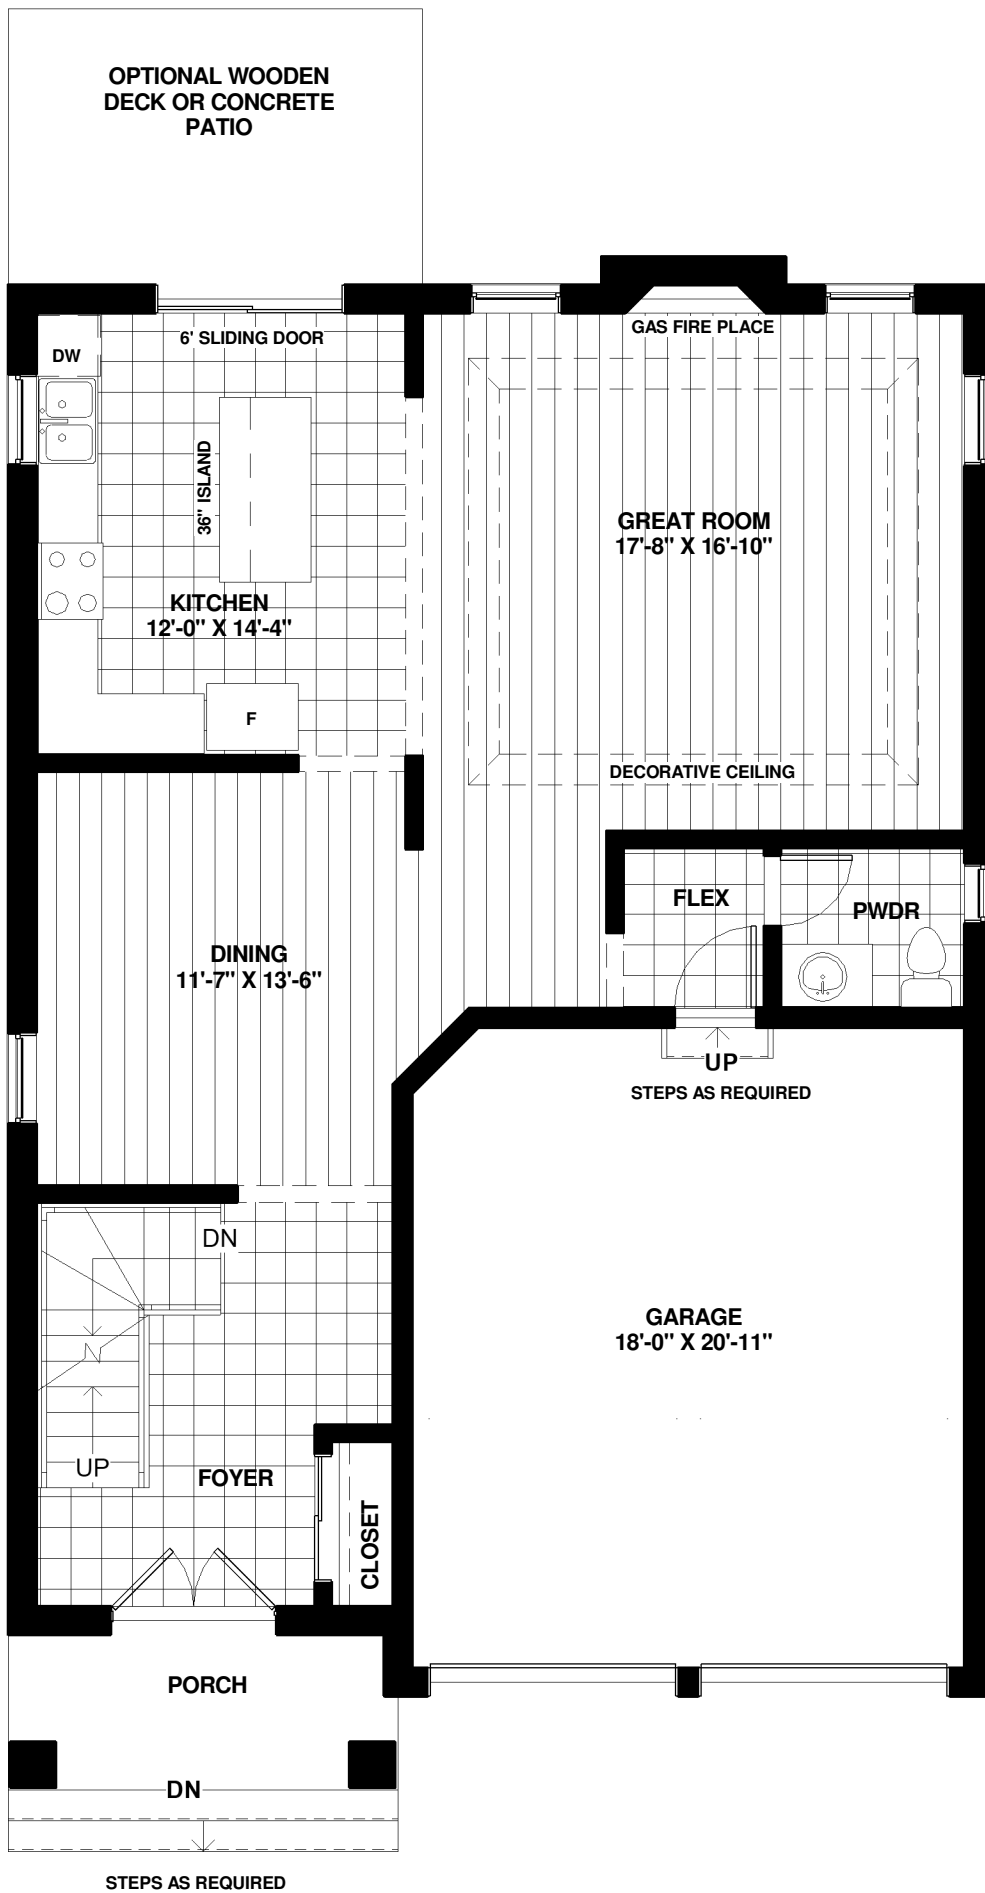 OPTIONAL WOODEN
DECK OR CONCRETE
PATIO
6' SLIDING DOOR
GAS FIRE PLACE
DW
36" ISLAND
GREAT ROOM
17'-8" X 16'-10"
KITCHEN
12'-0" X 14'-4"
F
DECORATIVE CEILING
FLEX
PWDR
DINING
11'-7" X 13'-6"
UP
STEPS AS REQUIRED
DN
GARAGE
18'-0" X 20'-11"
N
UP
FOYER
CLOSET
PORCH
DN
STEPS AS REQUIRED